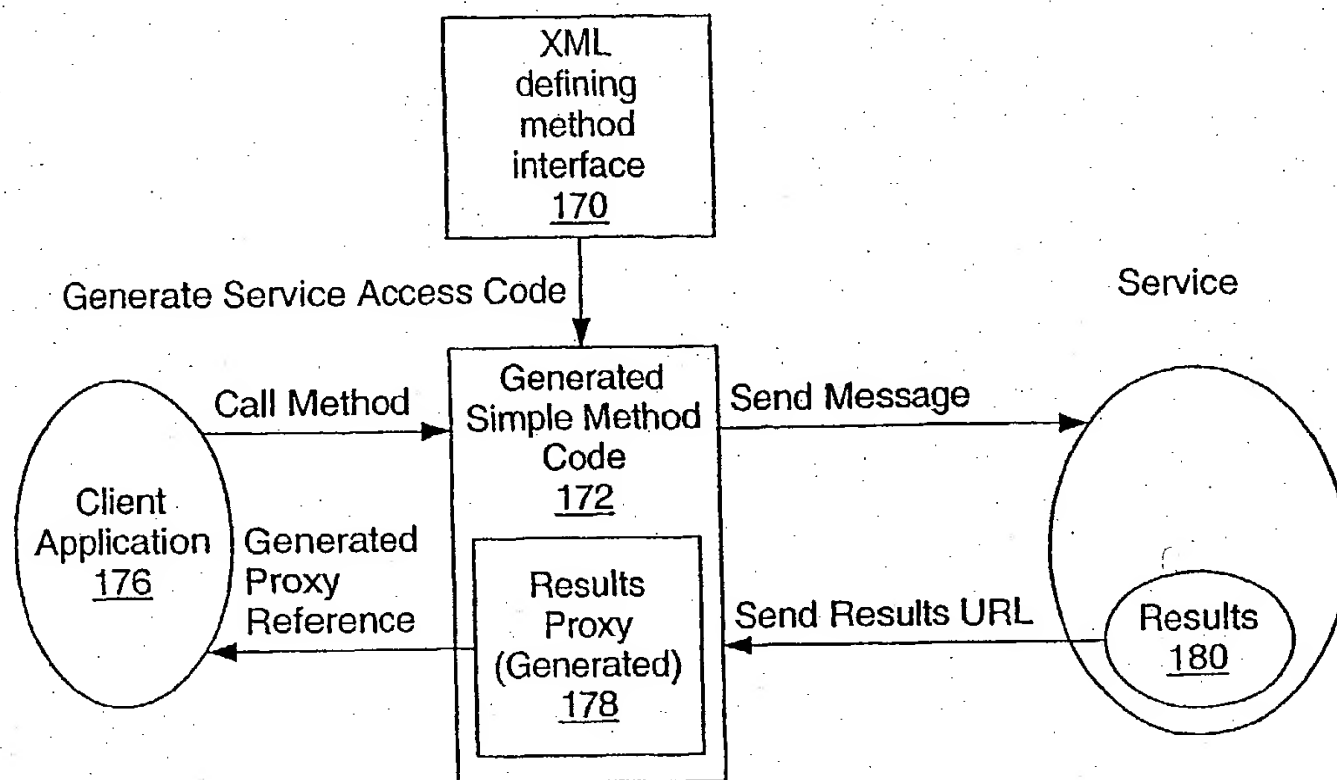 XML
defining
method
interface
170
Generate Service Access Code
Service
Call Method
Generated
Simple Method
Code
172
Send Message
Client
Application
176
Generated
Proxy
Reference
Results
Proxy
(Generated)
178
Send Results URL
Results
180